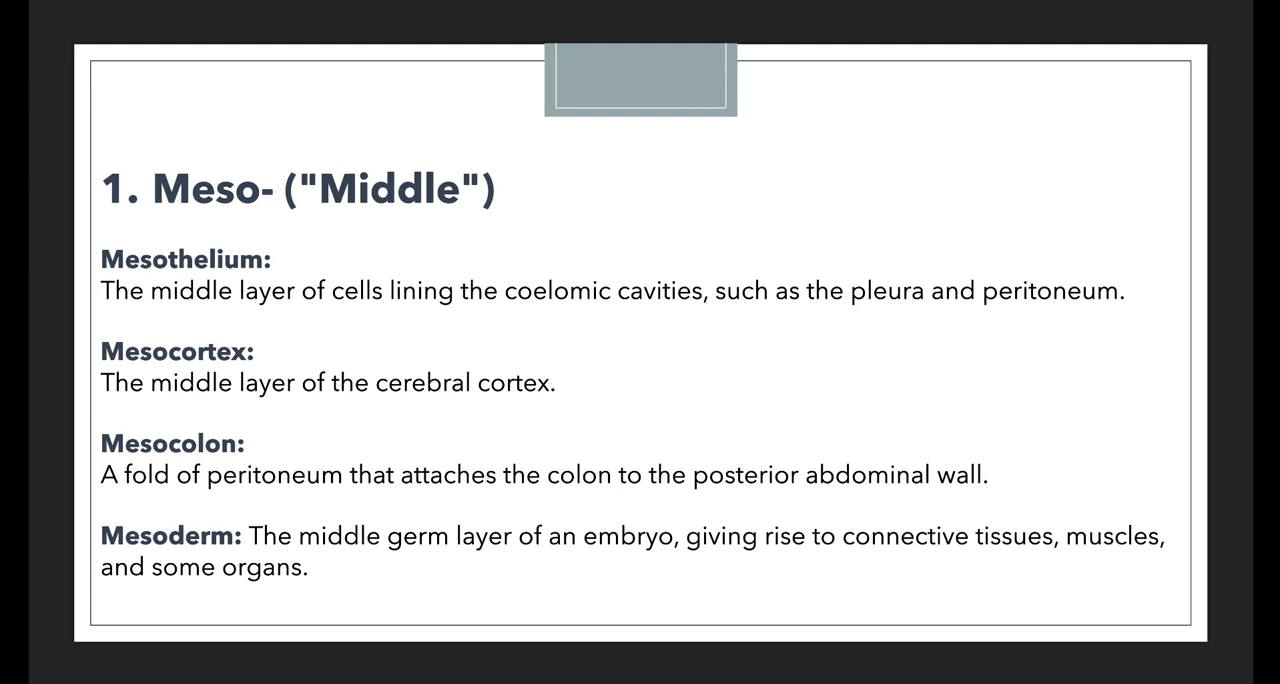 1. Meso- ("Middle")
Mesothelium:
The middle layer of cells lining the coelomic cavities, such as the pleura and peritoneum.
Mesocortex:
The middle layer of the cerebral cortex.
Mesocolon:
A fold of peritoneum that attaches the colon to the posterior abdominal wall.
Mesoderm: The middle germ layer of an embryo, giving rise to connective tissues, muscles,
and some organs.